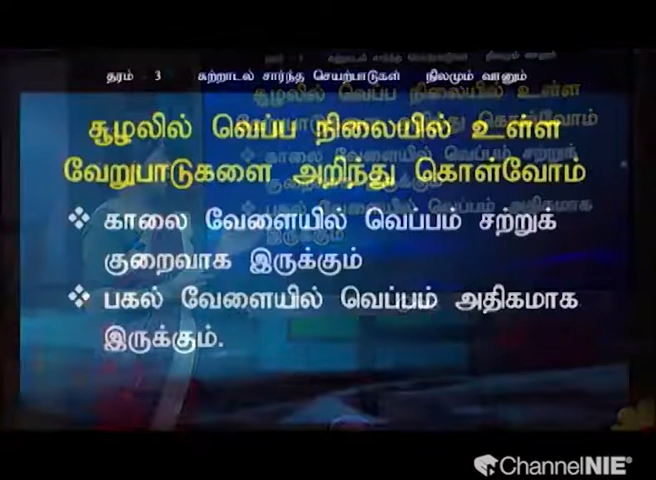 தரம் 3 சுற்றாடல் சார்ந்த செயற்பாடுகள் நிலமும் வானும்
சூழலில் வெப்ப நிலையில் உள்ள
வேறுபாடுகளை அறிந்து கொள்வோம்
❖ காலை வேளையில் வெப்பம் சற்றுக்
குறைவாக இருக்கும்
❖ பகல் வேளையில் வெப்பம் அதிகமாக
இருக்கும்.
ChannelNIE